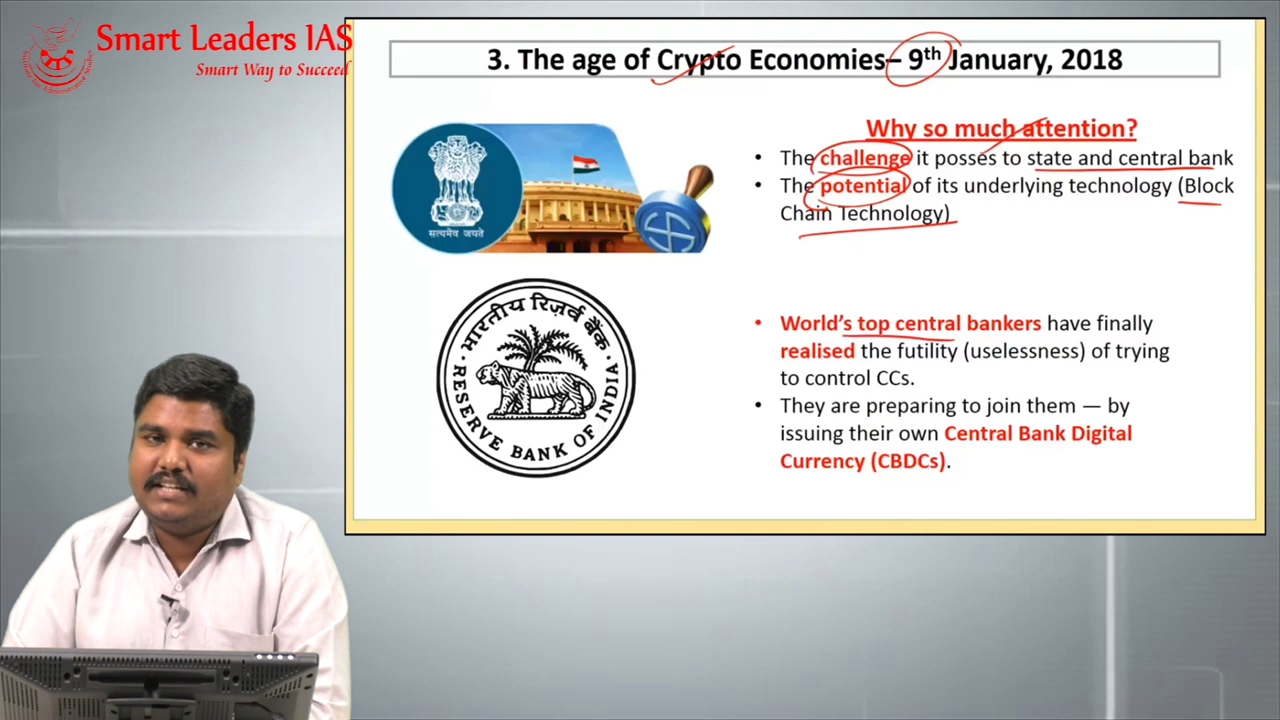 Smart Leaders IAS
Smart Way to Succeed
3. The age of Crypto Economies– 9th January, 2018
Why so much attention?
• The challenge it posses to state and central bank
• The potential of its underlying technology (Block
Chain Technology)
सत्यमेव जयते
भारतीय रिज़र्व बैंक
RESERVE BANK OF INDIA
• World's top central bankers have finally
realised the futility (uselessness) of trying
to control CCs.
• They are preparing to join them — by
issuing their own Central Bank Digital
Currency (CBDCs).